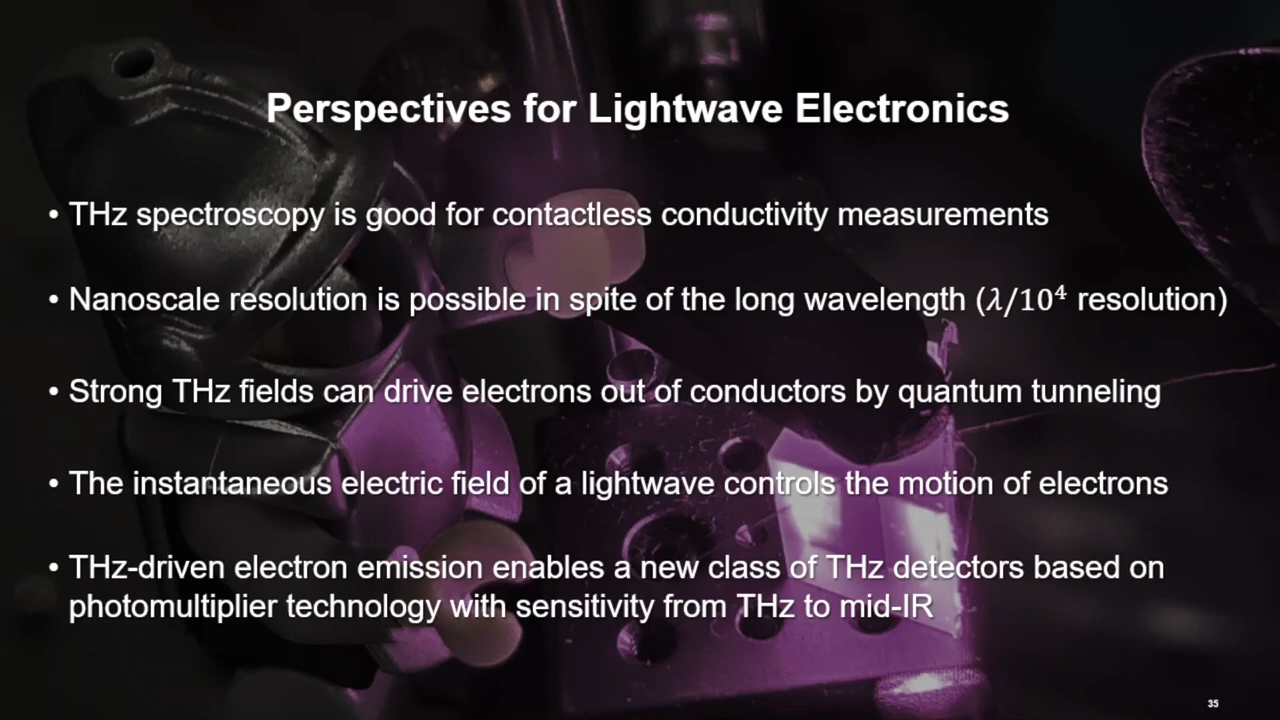 Perspectives for Lightwave Electronics
• THz spectroscopy is good for contactless conductivity measurements
• Nanoscale resolution is possible in spite of the long wavelength (𝜆/10⁴ resolution)
• Strong THz fields can drive electrons out of conductors by quantum tunneling
• The instantaneous electric field of a lightwave controls the motion of electrons
• THz-driven electron emission enables a new class of THz detectors based on
photomultiplier technology with sensitivity from THz to mid-IR
35